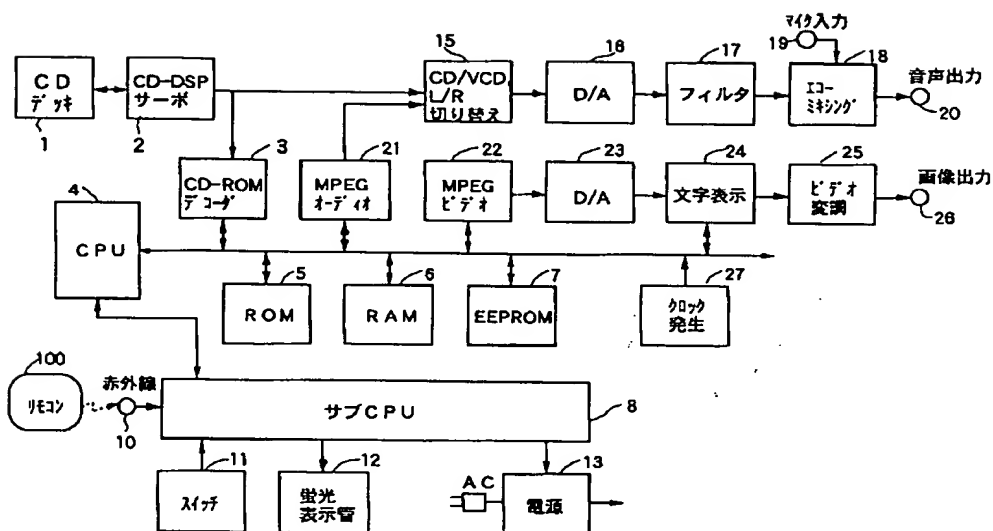 マイク入力
19
15
16
17
18
CD
デッキ
1
CD-DSP
サーボ
2
CD/VCD
L/R
切り替え
D/A
フィルタ
エコー
ミキシング
音声出力
20
3
21
22
23
24
25
CD-ROM
デコーダ
MPEG
オーディオ
MPEG
ビデオ
D/A
文字表示
ビデオ
変調
画像出力
26
4
CPU
5
6
7
27
ROM
RAM
EEPROM
クロック
発生
100
リモコン
赤外線
10
サブCPU
8
11
12
13
スイッチ
蛍光
表示管
AC
電源